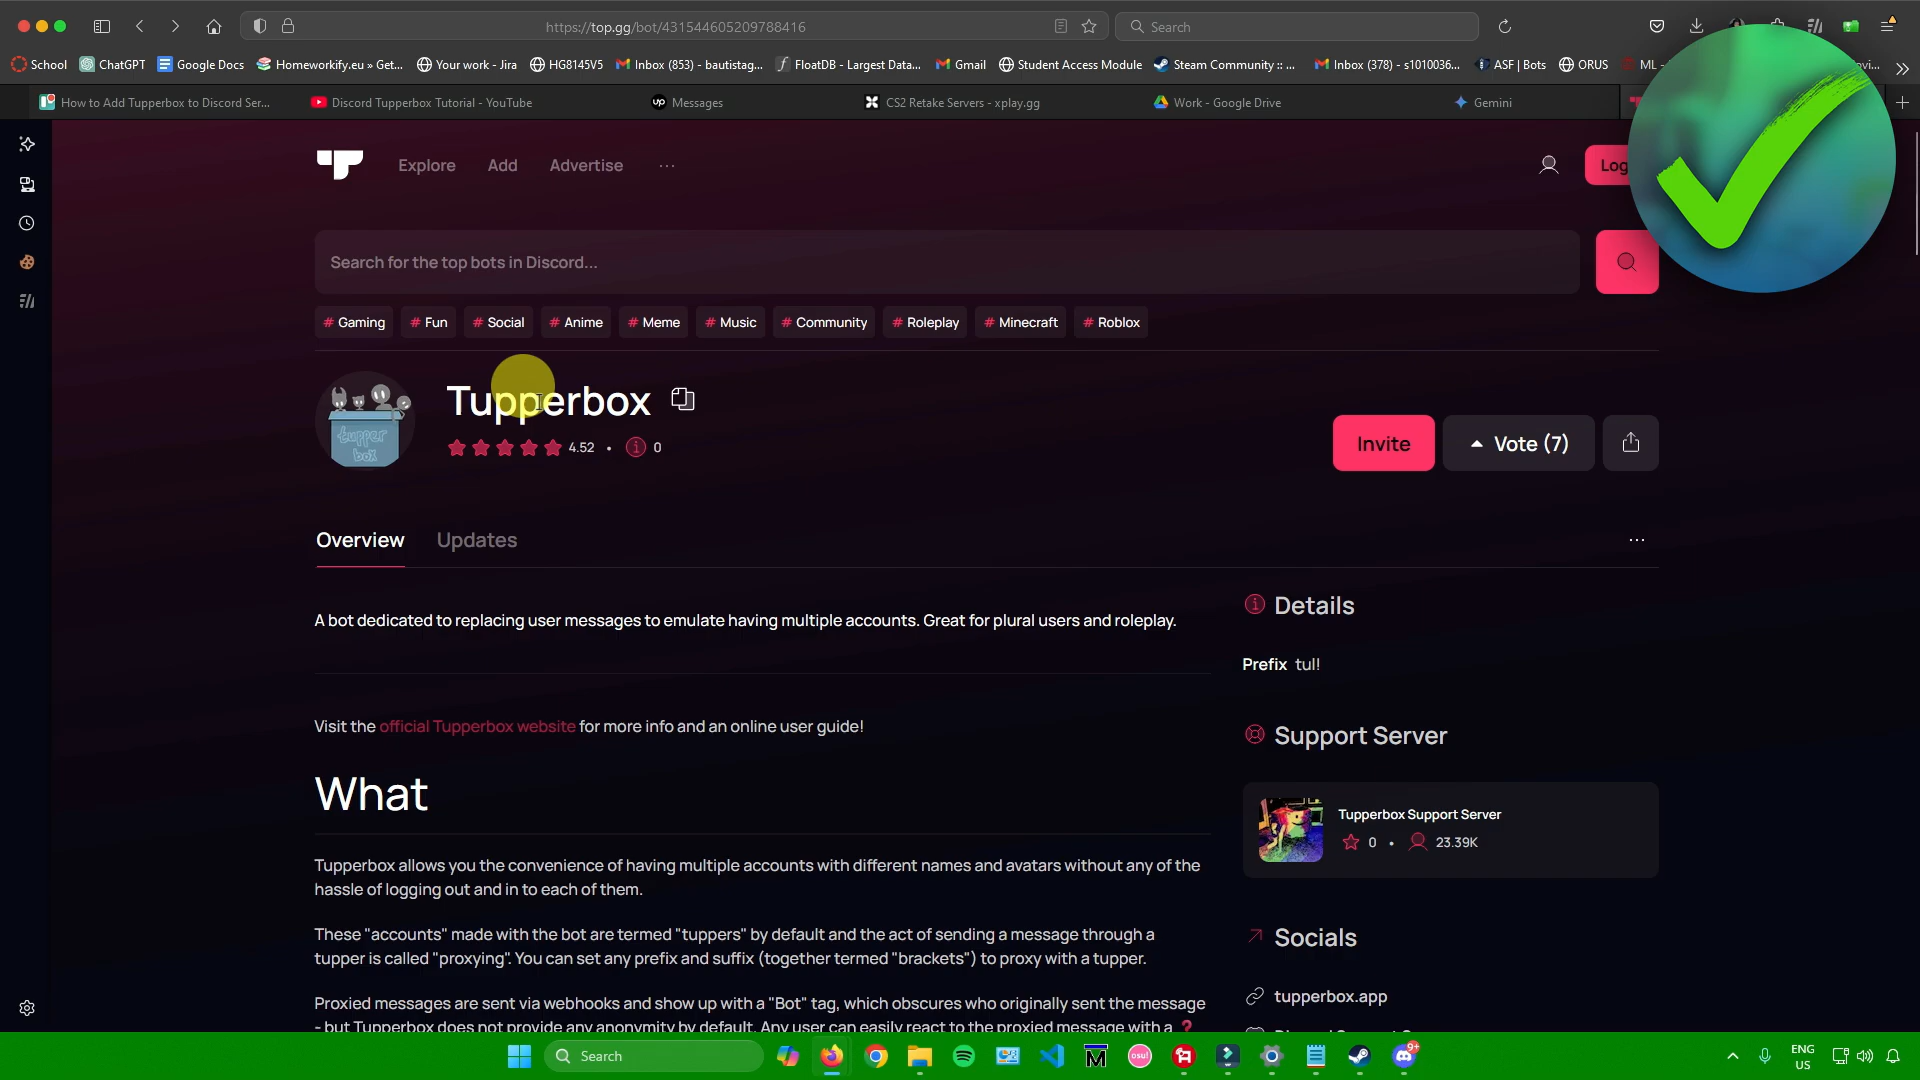 https://top.gg/bot/431544605209788416
Search
School
ChatGPT
Google Docs
Homeworkify.eu » Get...
Your work - Jira
HG8145V5
Inbox (853) - bautistag...
FloatDB - Largest Data...
Gmail
Student Access Module
Steam Community :: ...
Inbox (378) - s1010036...
ASF | Bots
ORUS
ML -
How to Add Tupperbox to Discord Ser...
Discord Tupperbox Tutorial - YouTube
Messages
CS2 Retake Servers - xplay.gg
Work - Google Drive
Gemini
Explore
Add
Advertise
...
Search for the top bots in Discord...
# Gaming
# Fun
# Social
# Anime
# Meme
# Music
# Community
# Roleplay
# Minecraft
# Roblox
tupper
box
Tupperbox
4.52 • 0
Invite
Vote (7)
Overview
Updates
...
A bot dedicated to replacing user messages to emulate having multiple accounts. Great for plural users and roleplay.
Visit the official Tupperbox website for more info and an online user guide!
What
Tupperbox allows you the convenience of having multiple accounts with different names and avatars without any of the
hassle of logging out and in to each of them.
These "accounts" made with the bot are termed "tuppers" by default and the act of sending a message through a
tupper is called "proxying". You can set any prefix and suffix (together termed "brackets") to proxy with a tupper.
Proxied messages are sent via webhooks and show up with a "Bot" tag, which obscures who originally sent the message
- but Tupperbox does not provide any anonymity by default. Any user can easily react to the proxied message with a ❓
Details
Prefix tul!
Support Server
Tupperbox Support Server
0 • 23.39K
Socials
tupperbox.app
Search
osu!
9+
ENG
US